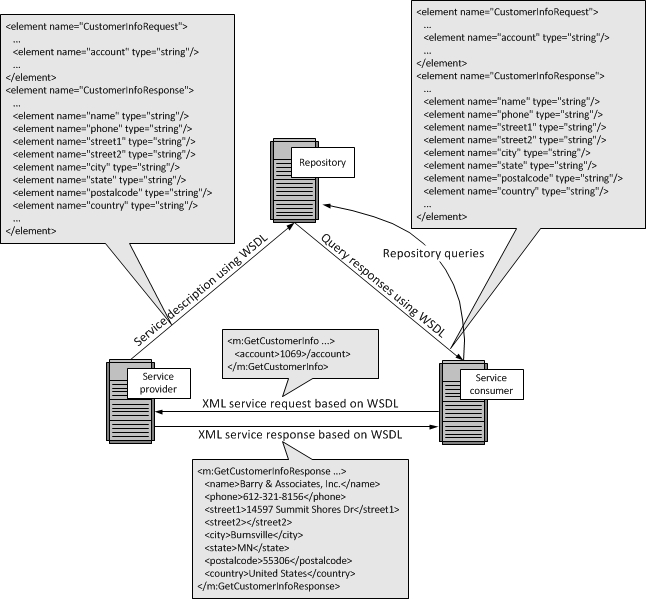 <element name="CustomerInfoRequest">
...
<element name="account" type="string"/>
...
</element>
<element name="CustomerInfoResponse">
...
<element name="name" type="string"/>
<element name="phone" type="string"/>
<element name="street1" type="string"/>
<element name="street2" type="string"/>
<element name="city" type="string"/>
<element name="state" type="string"/>
<element name="postalcode" type="string"/>
<element name="country" type="string"/>
...
</element>
<element name="CustomerInfoRequest">
...
<element name="account" type="string"/>
...
</element>
<element name="CustomerInfoResponse">
...
<element name="name" type="string"/>
<element name="phone" type="string"/>
<element name="street1" type="string"/>
<element name="street2" type="string"/>
<element name="city" type="string"/>
<element name="state" type="string"/>
<element name="postalcode" type="string"/>
<element name="country" type="string"/>
...
</element>
Repository
Service description using WSDL
Query responses using WSDL
Repository queries
<m:GetCustomerInfo ...>
<account>1069>/account>
</m:GetCustomerInfo>
Service
provider
Service
consumer
XML service request based on WSDL
XML service response based on WSDL
<m:GetCustomerInfoResponse ...>
<name>Barry & Associates, Inc.</name>
<phone>612-321-8156</phone>
<street1>14597 Summit Shores Dr</street1>
<street2></street2>
<city>Burnsville</city>
<state>MN</state>
<postalcode>55306</postalcode>
<country>United States</country>
</m:GetCustomerInfoResponse>